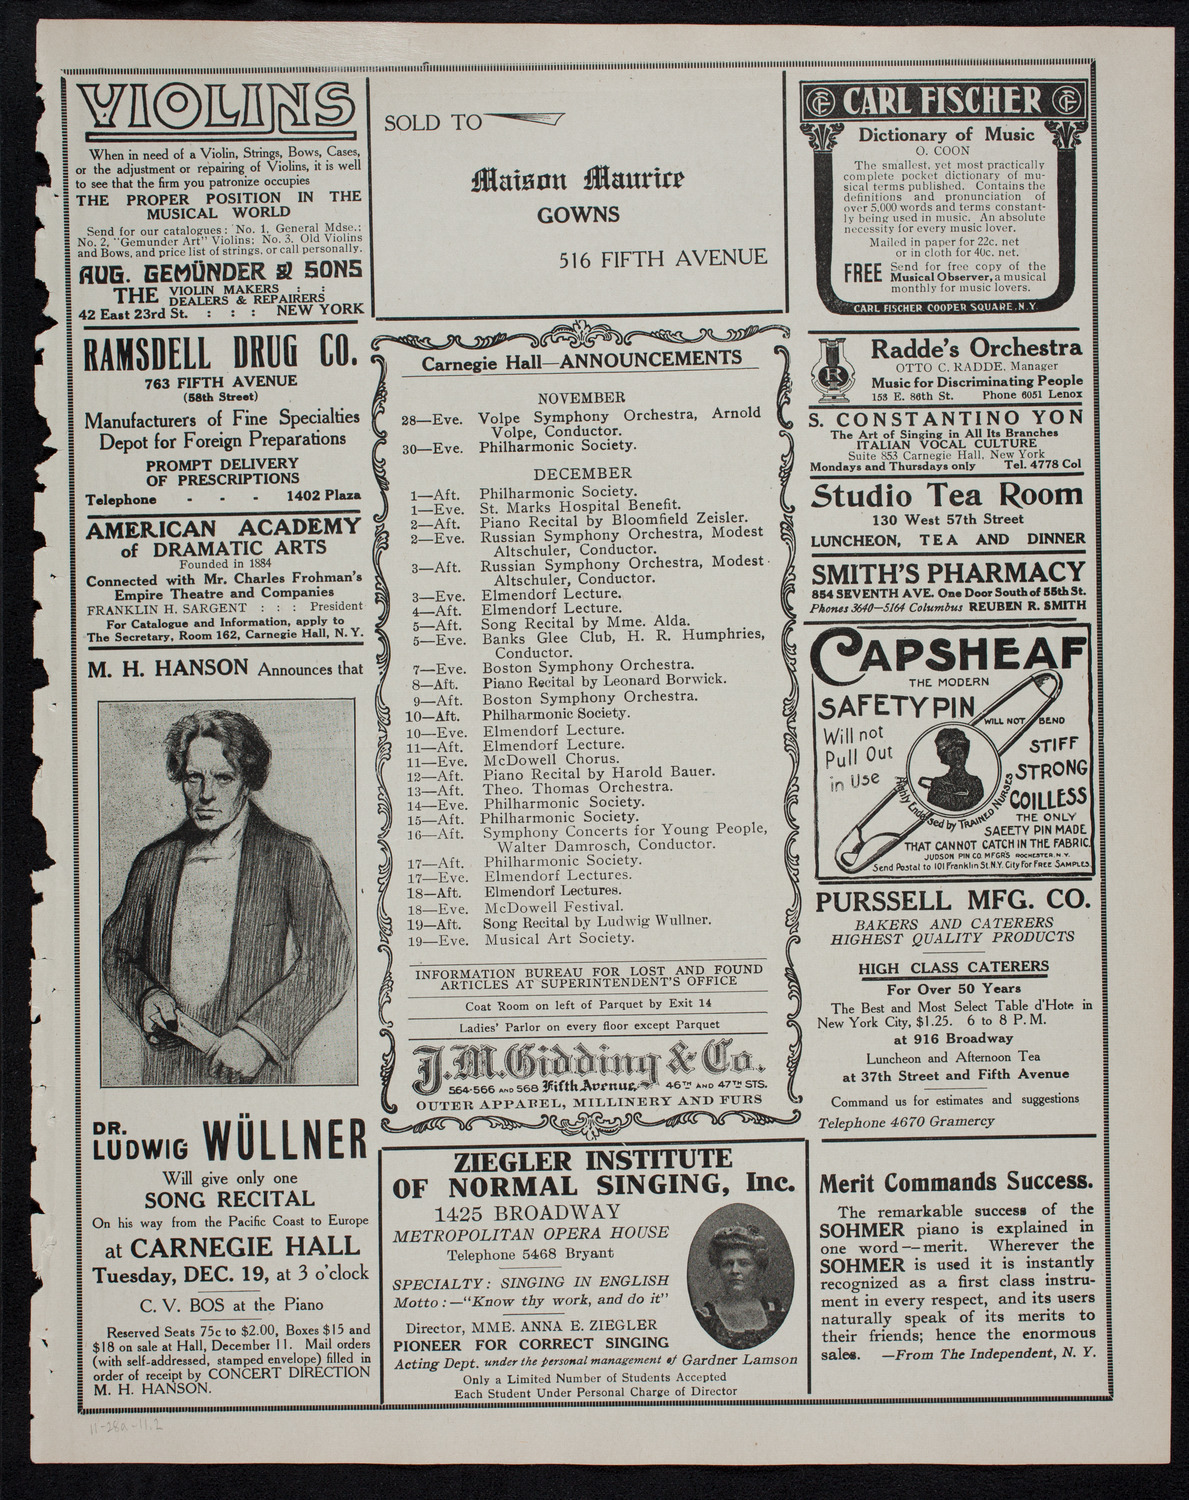 VIOLINS
When in need of a Violin, Strings, Bows, Cases,
or the adjustment or repairing of Violins, it is well
to see that the firm you patronize occupies
THE PROPER POSITION IN THE
MUSICAL WORLD
Send for our catalogues: No. 1, General Mdse.;
No. 2, "Gemunder Art" Violins; No. 3. Old Violins
and Bows, and price list of strings, or call personally.
AUG. GEMÜNDER & SONS
THE VIOLIN MAKERS : :
DEALERS & REPAIRERS
42 East 23rd St. : : : NEW YORK
RAMSDELL DRUG CO.
763 FIFTH AVENUE
(58th Street)
Manufacturers of Fine Specialties
Depot for Foreign Preparations
PROMPT DELIVERY
OF PRESCRIPTIONS
Telephone - - - 1402 Plaza
AMERICAN ACADEMY
of DRAMATIC ARTS
Founded in 1884
Connected with Mr. Charles Frohman's
Empire Theatre and Companies
FRANKLIN H. SARGENT : : : President
For Catalogue and Information, apply to
The Secretary, Room 162, Carnegie Hall, N. Y.
M. H. HANSON Announces that
DR.
LUDWIG WÜLLNER
Will give only one
SONG RECITAL
On his way from the Pacific Coast to Europe
at CARNEGIE HALL
Tuesday, DEC. 19, at 3 o'clock
C. V. BOS at the Piano
Reserved Seats 75c to $2.00, Boxes $15 and
$18 on sale at Hall, December 11. Mail orders
(with self-addressed, stamped envelope) filled in
order of receipt by CONCERT DIRECTION
M. H. HANSON.
SOLD TO
Maison Maurice
GOWNS
516 FIFTH AVENUE
Carnegie Hall—ANNOUNCEMENTS
NOVEMBER
28—Eve. Volpe Symphony Orchestra, Arnold
Volpe, Conductor.
30—Eve. Philharmonic Society.
DECEMBER
1—Aft. Philharmonic Society.
1—Eve. St. Marks Hospital Benefit.
2—Aft. Piano Recital by Bloomfield Zeisler.
2—Eve. Russian Symphony Orchestra, Modest
Altschuler, Conductor.
3—Aft. Russian Symphony Orchestra, Modest
Altschuler, Conductor.
3—Eve. Elmendorf Lecture.
4—Aft. Elmendorf Lecture.
5—Aft. Song Recital by Mme. Alda.
5—Eve. Banks Glee Club, H. R. Humphries,
Conductor.
7—Eve. Boston Symphony Orchestra.
8—Aft. Piano Recital by Leonard Borwick.
9—Aft. Boston Symphony Orchestra.
10—Aft. Philharmonic Society.
10—Eve. Elmendorf Lecture.
11—Aft. Elmendorf Lecture.
11—Eve. McDowell Chorus.
12—Aft. Piano Recital by Harold Bauer.
13—Aft. Theo. Thomas Orchestra.
14—Eve. Philharmonic Society.
15—Aft. Philharmonic Society.
16—Aft. Symphony Concerts for Young People,
Walter Damrosch, Conductor.
17—Aft. Philharmonic Society.
17—Eve. Elmendorf Lectures.
18—Aft. Elmendorf Lectures.
18—Eve. McDowell Festival.
19—Aft. Song Recital by Ludwig Wullner.
19—Eve. Musical Art Society.
INFORMATION BUREAU FOR LOST AND FOUND
ARTICLES AT SUPERINTENDENT'S OFFICE
Coat Room on left of Parquet by Exit 14
Ladies' Parlor on every floor except Parquet
J.M.Gidding & Co.
564-566 AND 568 Fifth Avenue, 46TH AND 47TH STS.
OUTER APPAREL, MILLINERY AND FURS
ZIEGLER INSTITUTE
OF NORMAL SINGING, Inc.
1425 BROADWAY
METROPOLITAN OPERA HOUSE
Telephone 5468 Bryant
SPECIALTY: SINGING IN ENGLISH
Motto:—"Know thy work, and do it"
Director, MME. ANNA E. ZIEGLER
PIONEER FOR CORRECT SINGING
Acting Dept. under the personal management of Gardner Lamson
Only a Limited Number of Students Accepted
Each Student Under Personal Charge of Director
CARL FISCHER
Dictionary of Music
O. COON
The smallest, yet most practically
complete pocket dictionary of mu-
sical terms published. Contains the
definitions and pronunciation of
over 5,000 words and terms constant-
ly being used in music. An absolute
necessity for every music lover.
Mailed in paper for 22c. net
or in cloth for 40c. net.
FREE Send for free copy of the
Musical Observer, a musical
monthly for music lovers.
CARL FISCHER COOPER SQUARE, N.Y.
R
Radde's Orchestra
OTTO C. RADDE, Manager
Music for Discriminating People
153 E. 86th St. Phone 6051 Lenox
S. CONSTANTINO YON
The Art of Singing in All Its Branches
ITALIAN VOCAL CULTURE
Suite 853 Carnegie Hall, New York
Mondays and Thursdays only Tel. 4778 Col
Studio Tea Room
130 West 57th Street
LUNCHEON, TEA AND DINNER
SMITH'S PHARMACY
854 SEVENTH AVE. One Door South of 55th St.
Phones 3640—5164 Columbus REUBEN R. SMITH
CAPSHEAF
THE MODERN
SAFETY PIN
WILL NOT BEND
Will not
Pull Out
in Use
STIFF
STRONG
COILLESS
Highly Endorsed by TRAINED NURSES
THE ONLY
SAFETY PIN MADE
THAT CANNOT CATCH IN THE FABRIC.
JUDSON PIN CO. MFGRS ROCHESTER, N.Y.
Send Postal to 101 Franklin St. N.Y. City for FREE SAMPLES.
PURSSELL MFG. CO.
BAKERS AND CATERERS
HIGHEST QUALITY PRODUCTS
HIGH CLASS CATERERS
For Over 50 Years
The Best and Most Select Table d'Hote in
New York City, $1.25. 6 to 8 P. M.
at 916 Broadway
Luncheon and Afternoon Tea
at 37th Street and Fifth Avenue
Command us for estimates and suggestions
Telephone 4670 Gramercy
Merit Commands Success.
The remarkable success of the
SOHMER piano is explained in
one word—merit. Wherever the
SOHMER is used it is instantly
recognized as a first class instru-
ment in every respect, and its users
naturally speak of its merits to
their friends; hence the enormous
sales. —From The Independent, N. Y.
11-28a-11.2